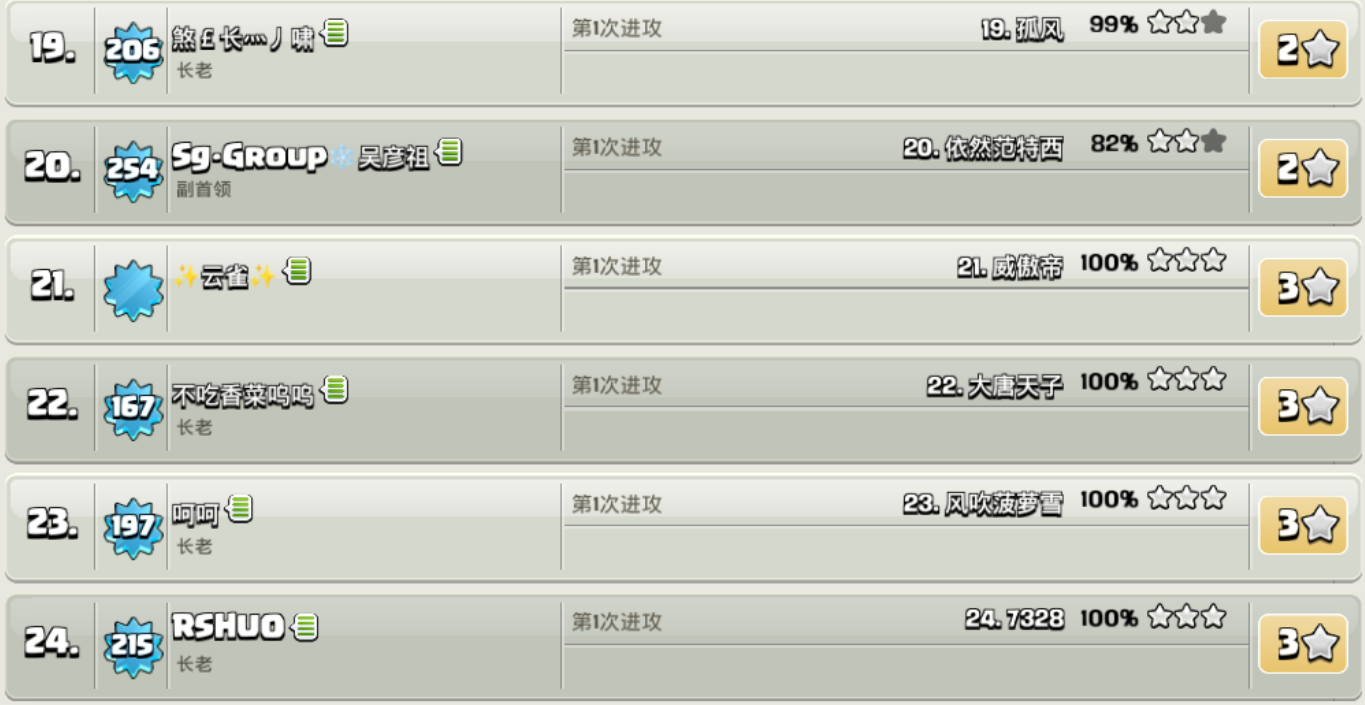 19.
206
煞￡长灬丿啸
长老
第1次进攻
19. 孤风
99%
2
20.
254
Sg-Group❄吴彦祖
副首领
第1次进攻
20. 依然范特西
82%
2
21.
✨云雀✨
第1次进攻
21. 威傲帝
100%
3
22.
167
不吃香菜呜呜
长老
第1次进攻
22. 大唐天子
100%
3
23.
197
呵呵
长老
第1次进攻
23. 风吹菠萝雪
100%
3
24.
215
RSHUO
长老
第1次进攻
24. 7328
100%
3